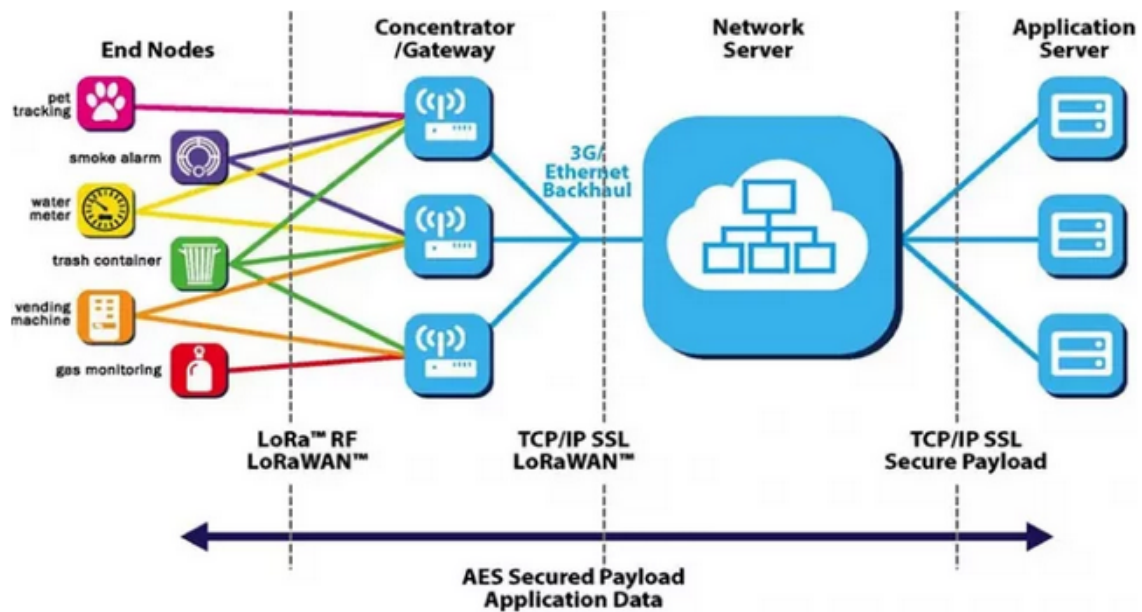 End Nodes
Concentrator
/Gateway
Network
Server
Application
Server
pet
tracking
smoke alarm
water
meter
trash container
vending
machine
gas monitoring
3G/
Ethernet
Backhaul
LoRa™ RF
LoRaWAN™
TCP/IP SSL
LoRaWAN™
TCP/IP SSL
Secure Payload
AES Secured Payload
Application Data